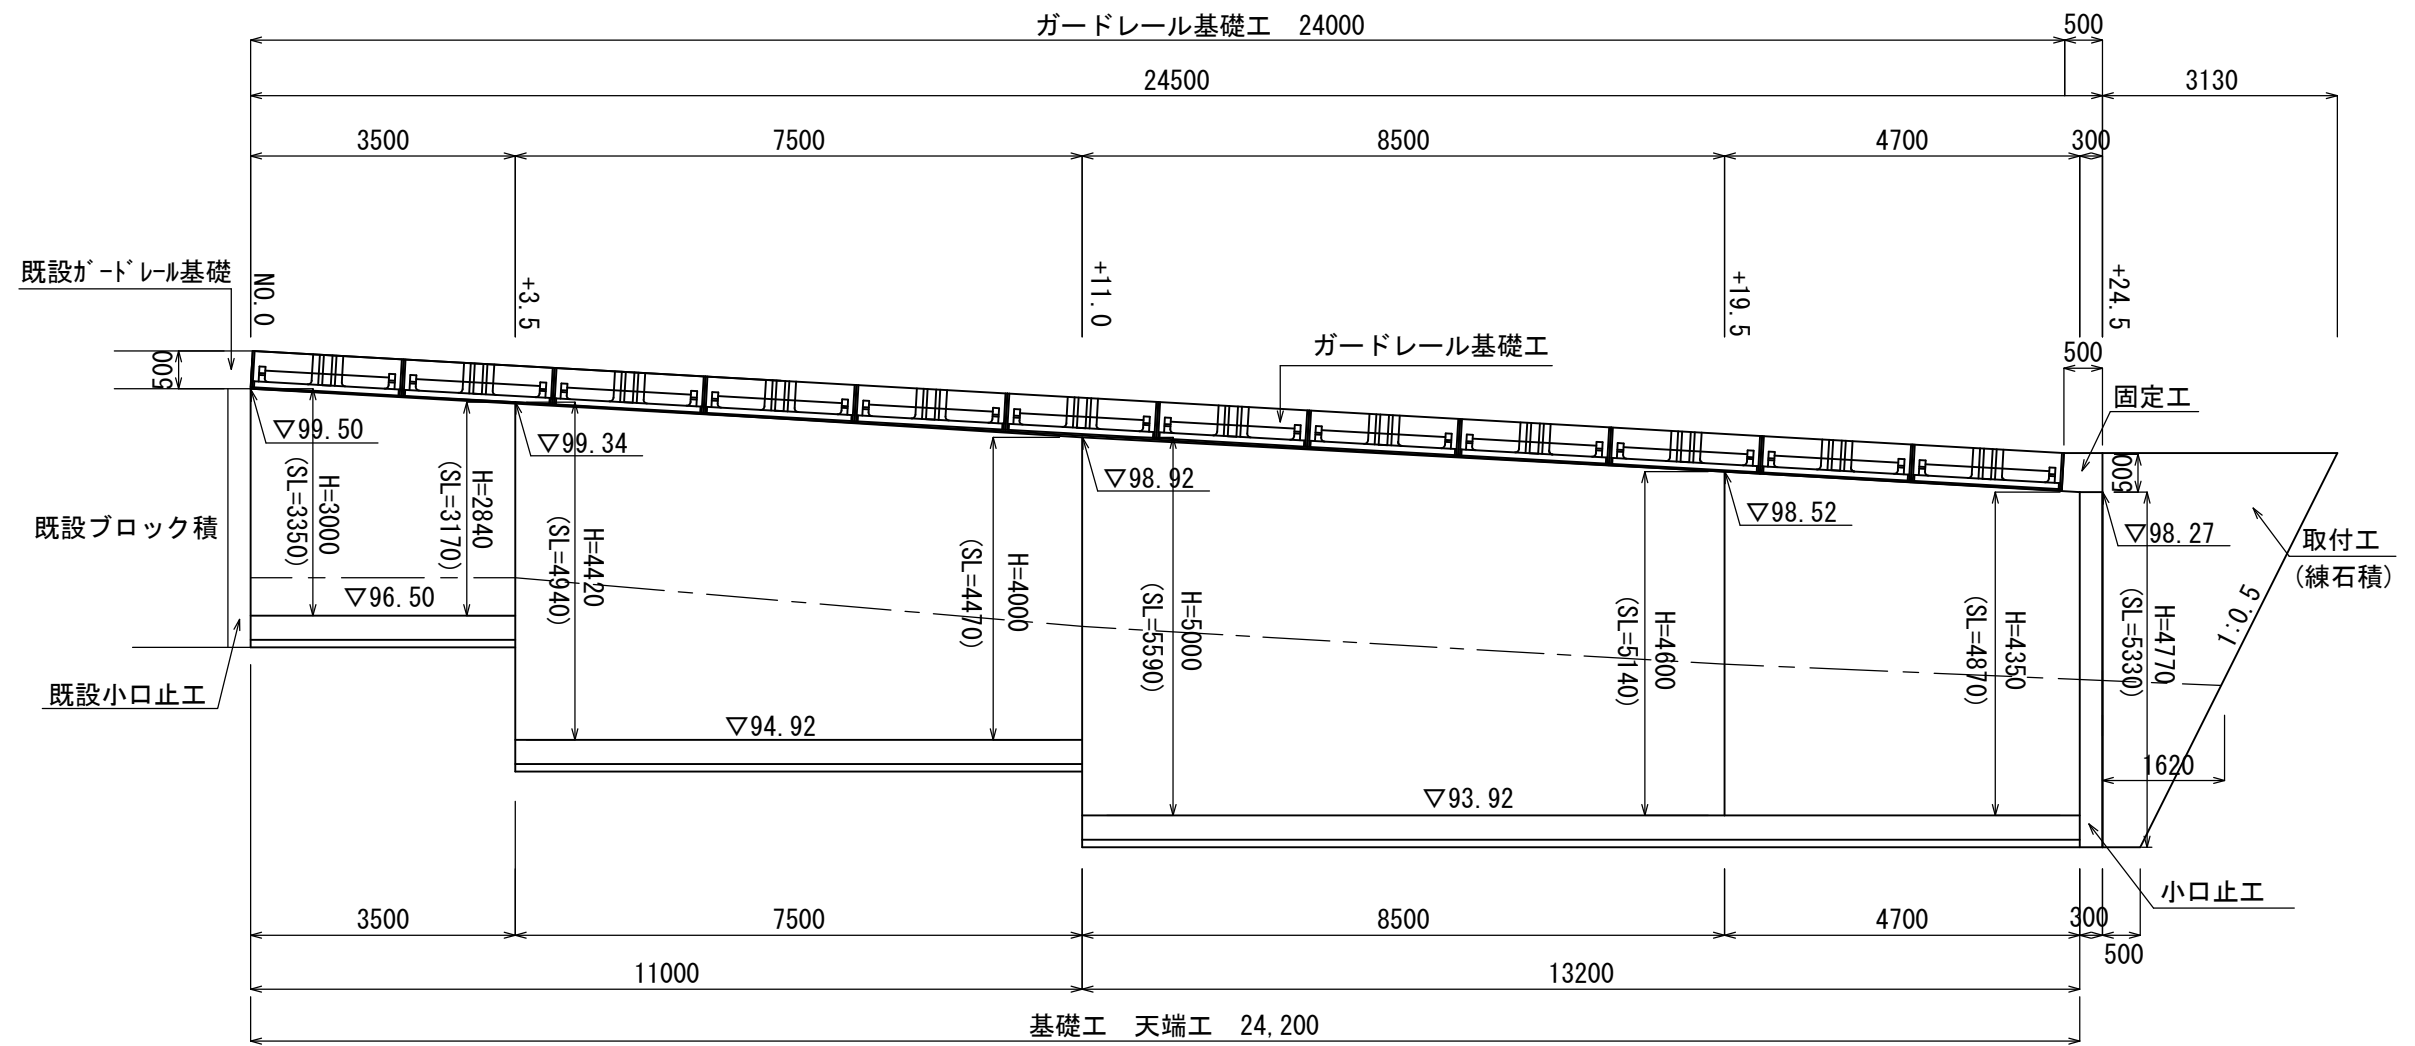 ガードレール基礎工　24000
500
24500
3130
3500
7500
8500
4700
300
既設ｶﾞｰﾄﾞﾚｰﾙ基礎
NO.0
+3.5
+11.0
+19.5
+24.5
ガードレール基礎工
500
500
固定工
500
▽99.50
▽99.34
▽98.92
▽98.52
▽98.27
既設ブロック積
H=3000
(SL=3350)
H=2840
(SL=3170)
H=4420
(SL=4940)
H=4000
(SL=4470)
H=5000
(SL=5590)
H=4600
(SL=5140)
H=4350
(SL=4870)
H=4770
(SL=5330)
取付工
(練石積)
1:0.5
▽96.50
既設小口止工
▽94.92
▽93.92
1620
小口止工
3500
7500
8500
4700
300
500
11000
13200
基礎工　天端工　24,200